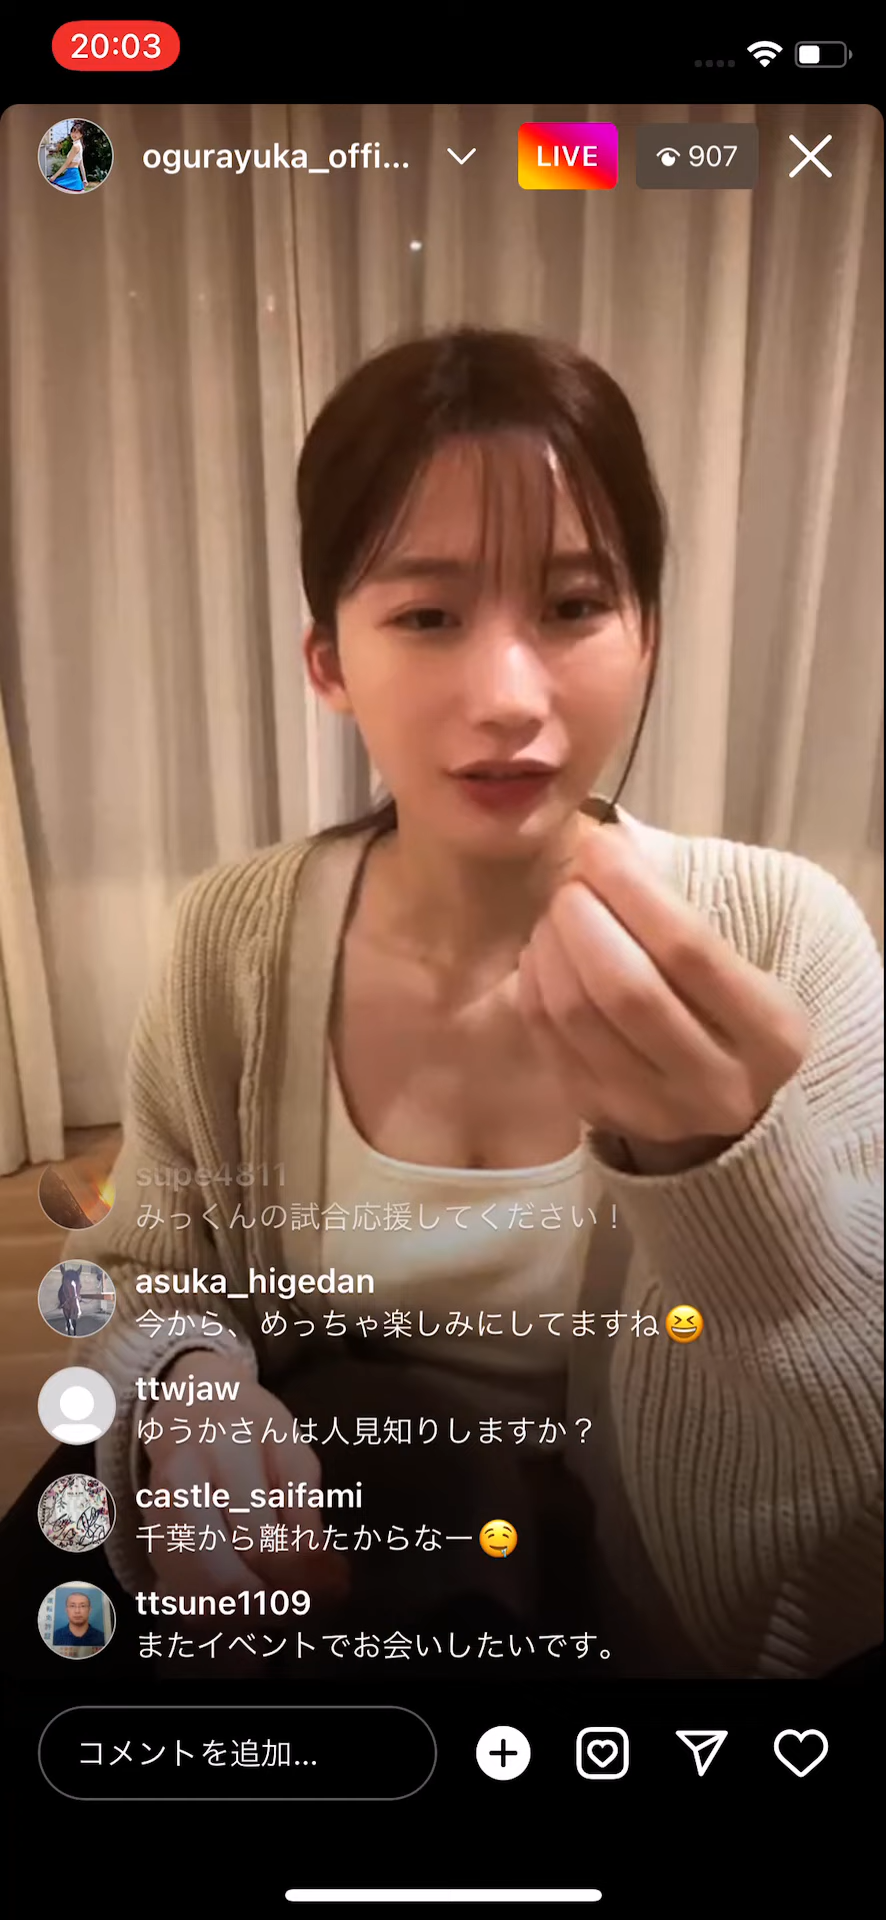 20:03
ogurayuka_offi...
LIVE
907
supe4811
みっくんの試合応援してください！
asuka_higedan
今から、めっちゃ楽しみにしてますね😆
ttwjaw
ゆうかさんは人見知りしますか？
castle_saifami
千葉から離れたからなー🤤
ttsune1109
またイベントでお会いしたいです。
コメントを追加...